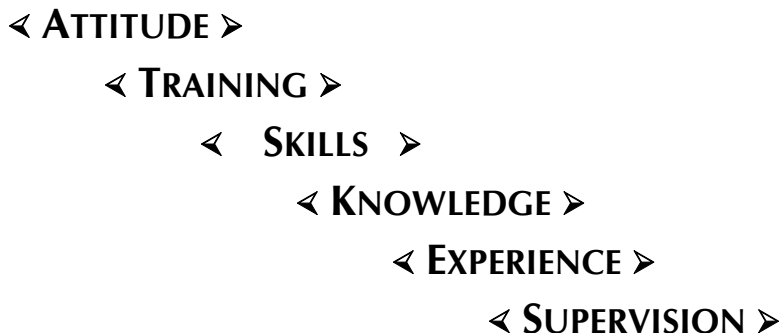 ⮘ ATTITUDE ⮚
⮘ TRAINING ⮚
⮘ SKILLS ⮚
⮘ KNOWLEDGE ⮚
⮘ EXPERIENCE ⮚
⮘ SUPERVISION ⮚